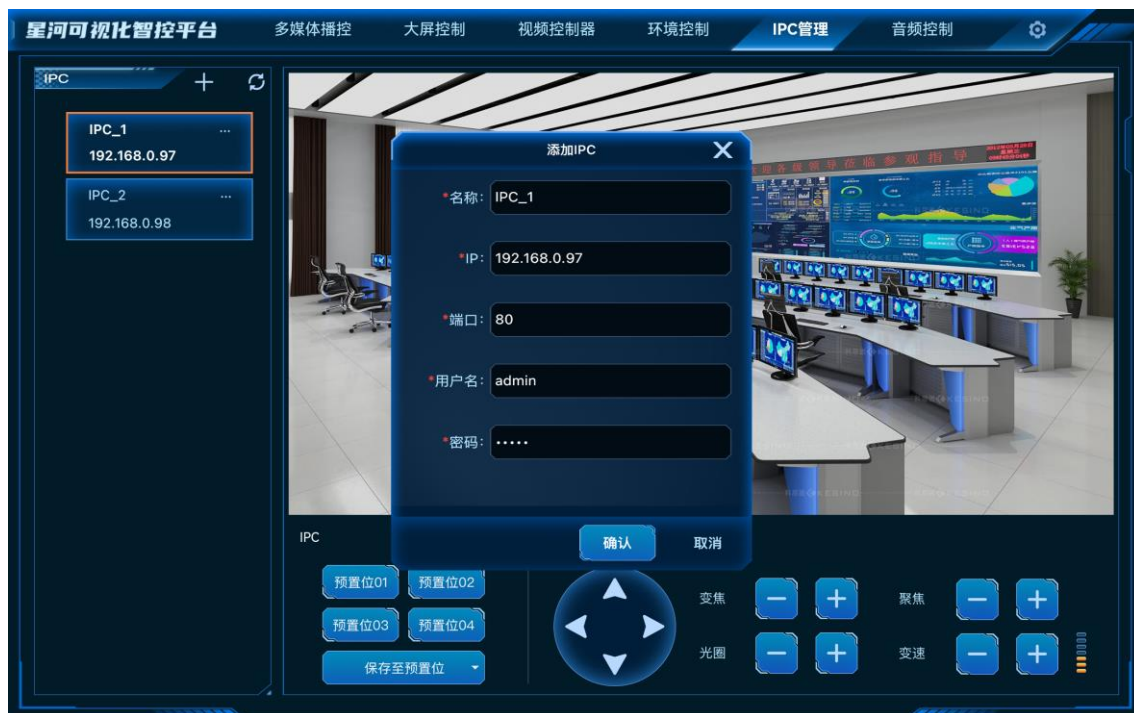 星河可视化智控平台
多媒体播控 大屏控制 视频控制器 环境控制 IPC管理 音频控制
IPC
IPC_1
192.168.0.97
IPC_2
192.168.0.98
添加IPC
*名称: IPC_1
*IP: 192.168.0.97
*端口: 80
*用户名: admin
*密码: •••••
确认 取消
IPC
预置位01 预置位02
预置位03 预置位04
保存至预置位
变焦 聚焦
光圈 变速